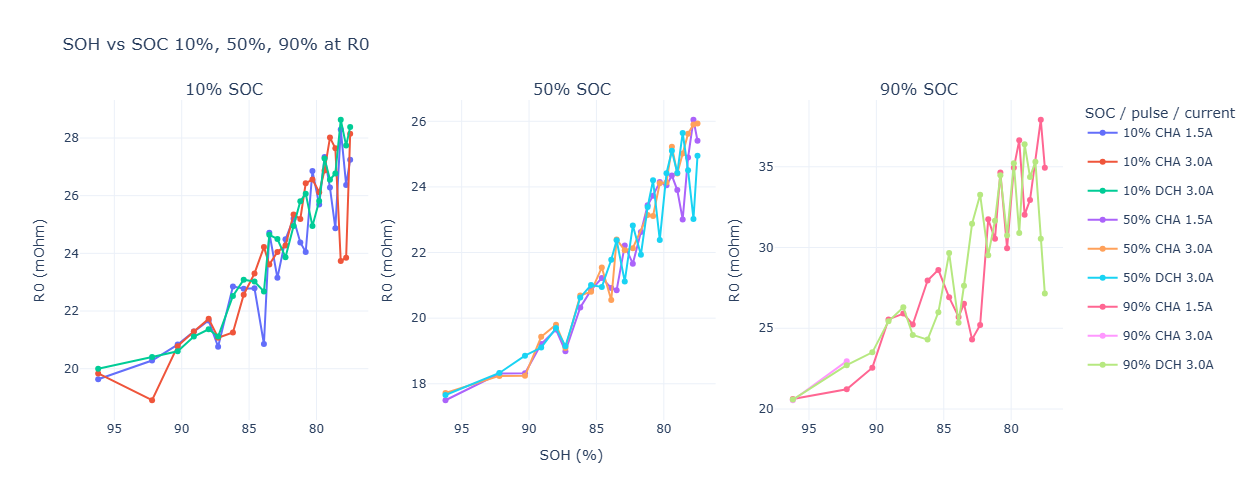 SOH vs SOC 10%, 50%, 90% at R0
10% SOC
50% SOC
90% SOC
R0 (mOhm)
28
26
24
22
20
95
90
85
80
R0 (mOhm)
26
24
22
20
18
95
90
85
80
SOH (%)
R0 (mOhm)
35
30
25
20
95
90
85
80
SOC / pulse / current
10% CHA 1.5A
10% CHA 3.0A
10% DCH 3.0A
50% CHA 1.5A
50% CHA 3.0A
50% DCH 3.0A
90% CHA 1.5A
90% CHA 3.0A
90% DCH 3.0A